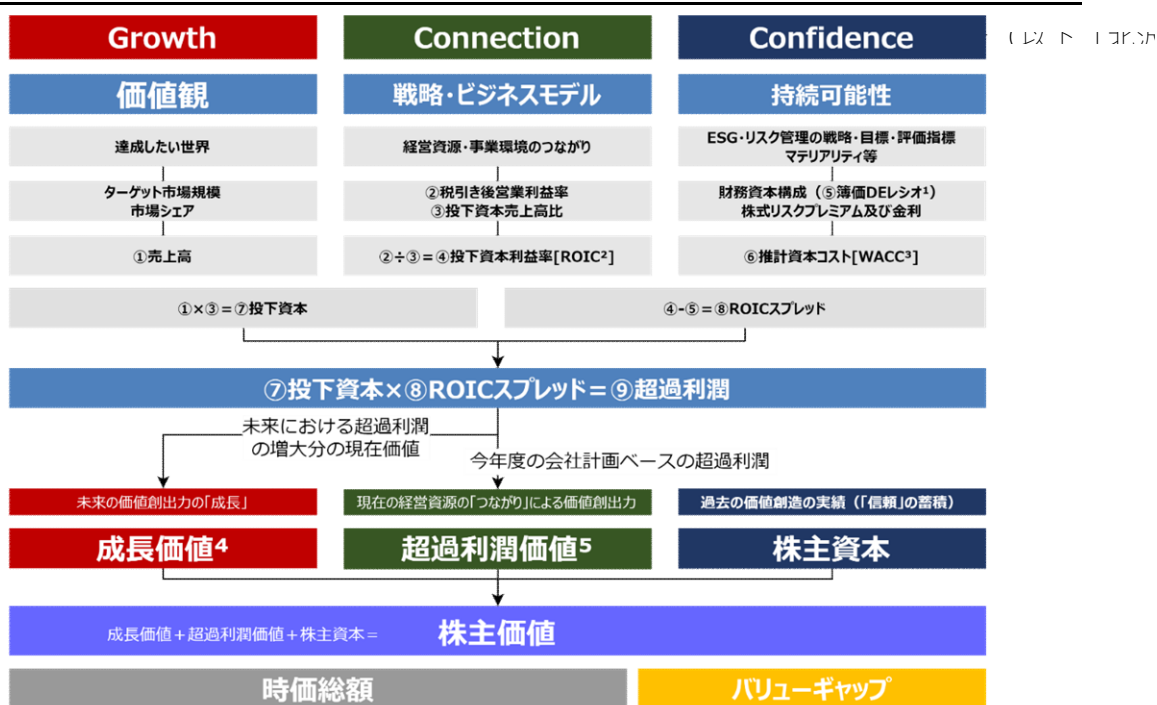 Growth
Connection
Confidence
価値観
戦略・ビジネスモデル
持続可能性
達成したい世界
経営資源・事業環境のつながり
ESG・リスク管理の戦略・目標・評価指標
マテリアリティ等
ターゲット市場規模
市場シェア
②税引き後営業利益率
③投下資本売上高比
財務資本構成（⑤簿価DEレシオ¹）
株式リスクプレミアム及び金利
①売上高
②÷③＝④投下資本利益率[ROIC²]
⑥推計資本コスト[WACC³]
①×③＝⑦投下資本
④-⑤＝⑧ROICスプレッド
⑦投下資本×⑧ROICスプレッド＝⑨超過利潤
未来における超過利潤
の増大分の現在価値
今年度の会社計画ベースの超過利潤
未来の価値創出力の「成長」
現在の経営資源の「つながり」による価値創出力
過去の価値創造の実績（「信頼」の蓄積）
成長価値⁴
超過利潤価値⁵
株主資本
成長価値＋超過利潤価値＋株主資本＝
株主価値
時価総額
バリューギャップ